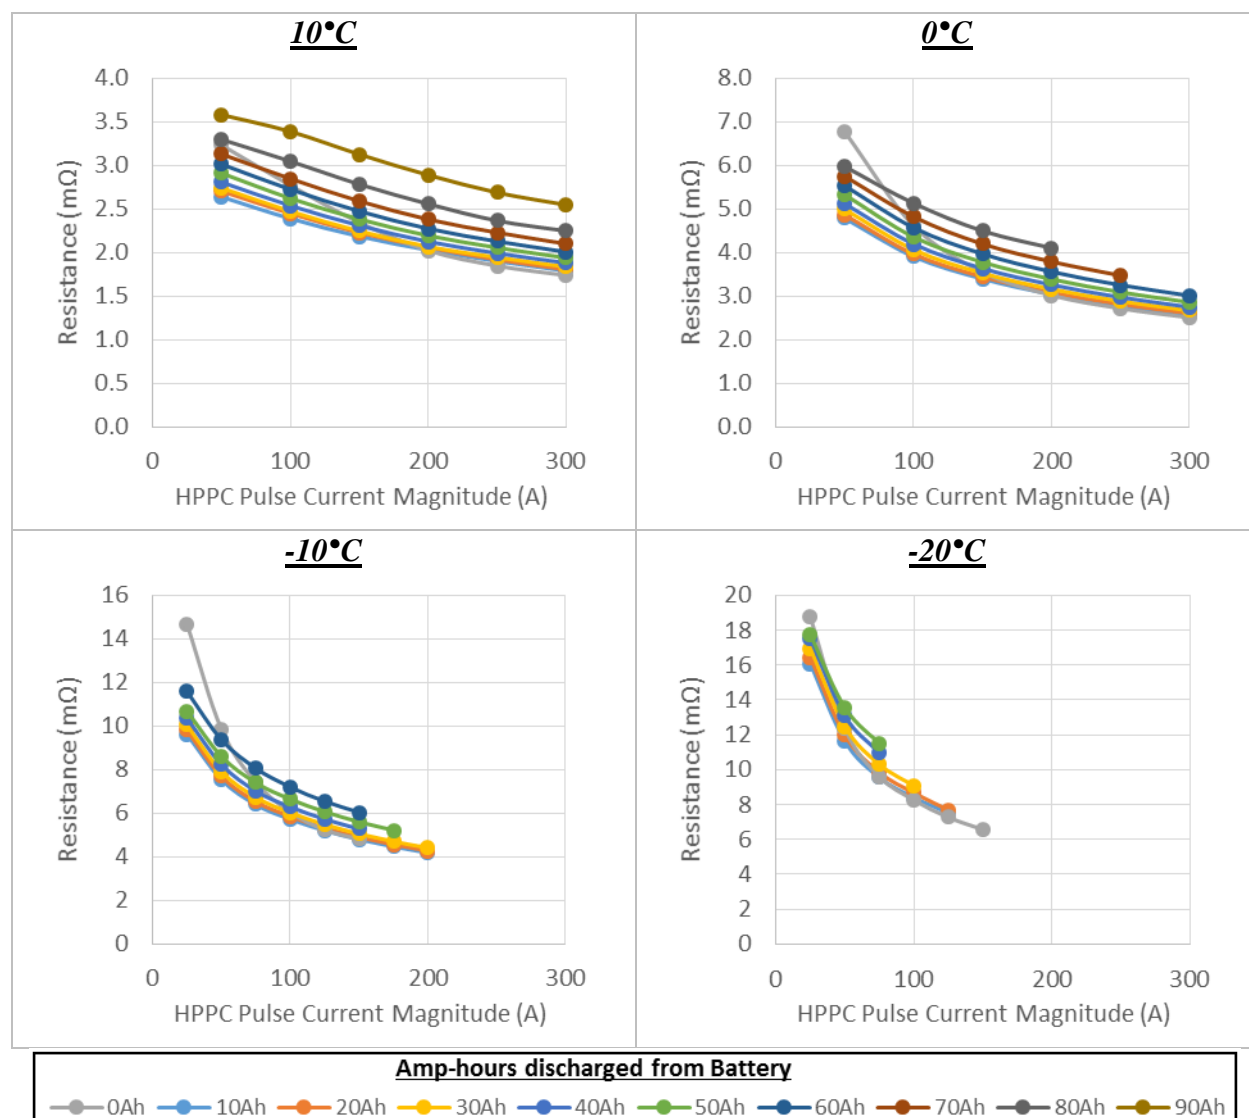 10•C
4.0
3.5
3.0
2.5
2.0
1.5
1.0
0.5
0.0
Resistance (mΩ)
0 100 200 300
HPPC Pulse Current Magnitude (A)
0•C
8.0
7.0
6.0
5.0
4.0
3.0
2.0
1.0
0.0
Resistance (mΩ)
0 100 200 300
HPPC Pulse Current Magnitude (A)
-10•C
16
14
12
10
8
6
4
2
0
Resistance (mΩ)
0 100 200 300
HPPC Pulse Current Magnitude (A)
-20•C
20
18
16
14
12
10
8
6
4
2
0
Resistance (mΩ)
0 100 200 300
HPPC Pulse Current Magnitude (A)
Amp-hours discharged from Battery
0Ah 10Ah 20Ah 30Ah 40Ah 50Ah 60Ah 70Ah 80Ah 90Ah